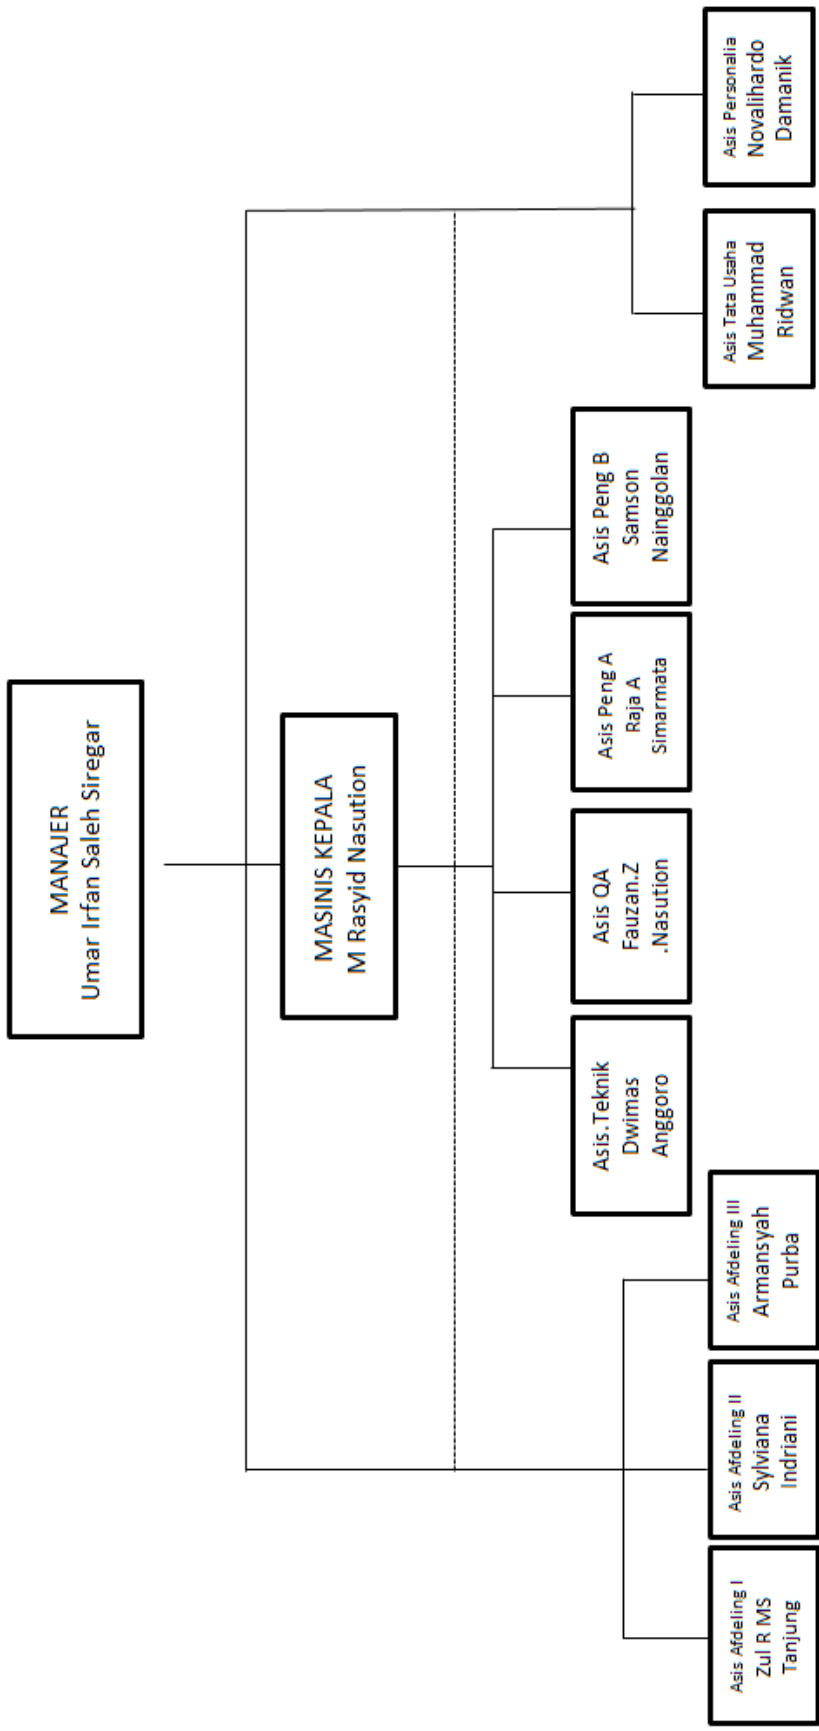 MANAJER
Umar Irfan Saleh Siregar
MASINIS KEPALA
M Rasyid Nasution
Asis.Teknik
Dwimas
Anggoro
Asis QA
Fauzan.Z
.Nasution
Asis Peng A
Raja A
Simarmata
Asis Peng B
Samson
Nainggolan
Asis Afdeling I
Zul R MS
Tanjung
Asis Afdeling II
Sylviana
Indriani
Asis Afdeling III
Armansyah
Purba
Asis Tata Usaha
Muhammad
Ridwan
Asis Personalia
Novalihardo
Damanik